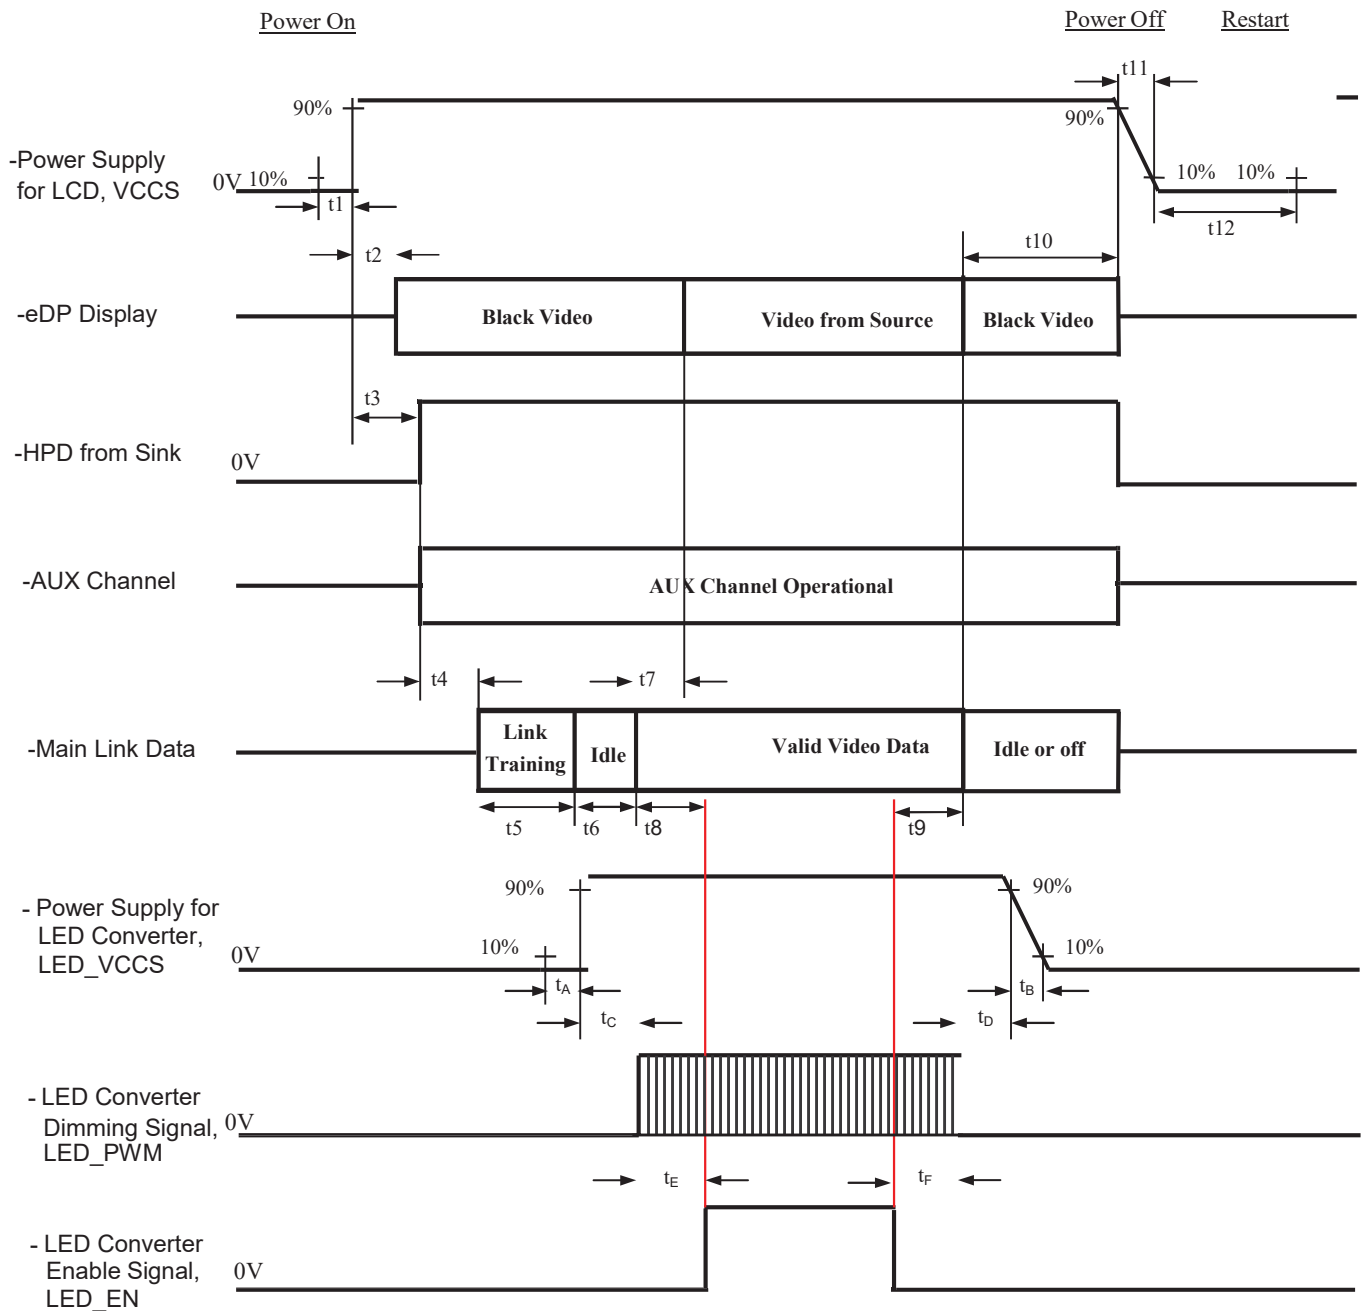 Power On
Power Off
Restart
t11
90%
90%
-Power Supply
for LCD, VCCS
0V
10%
10%
10%
t1
t12
t2
t10
-eDP Display
Black Video
Video from Source
Black Video
t3
-HPD from Sink
0V
-AUX Channel
AUX Channel Operational
t4
t7
-Main Link Data
Link
Training
Idle
Valid Video Data
Idle or off
t5
t6
t8
t9
90%
90%
- Power Supply for
LED Converter,
LED_VCCS
0V
10%
10%
tA
tB
tC
tD
- LED Converter
Dimming Signal,
LED_PWM
0V
tE
tF
- LED Converter
Enable Signal,
LED_EN
0V